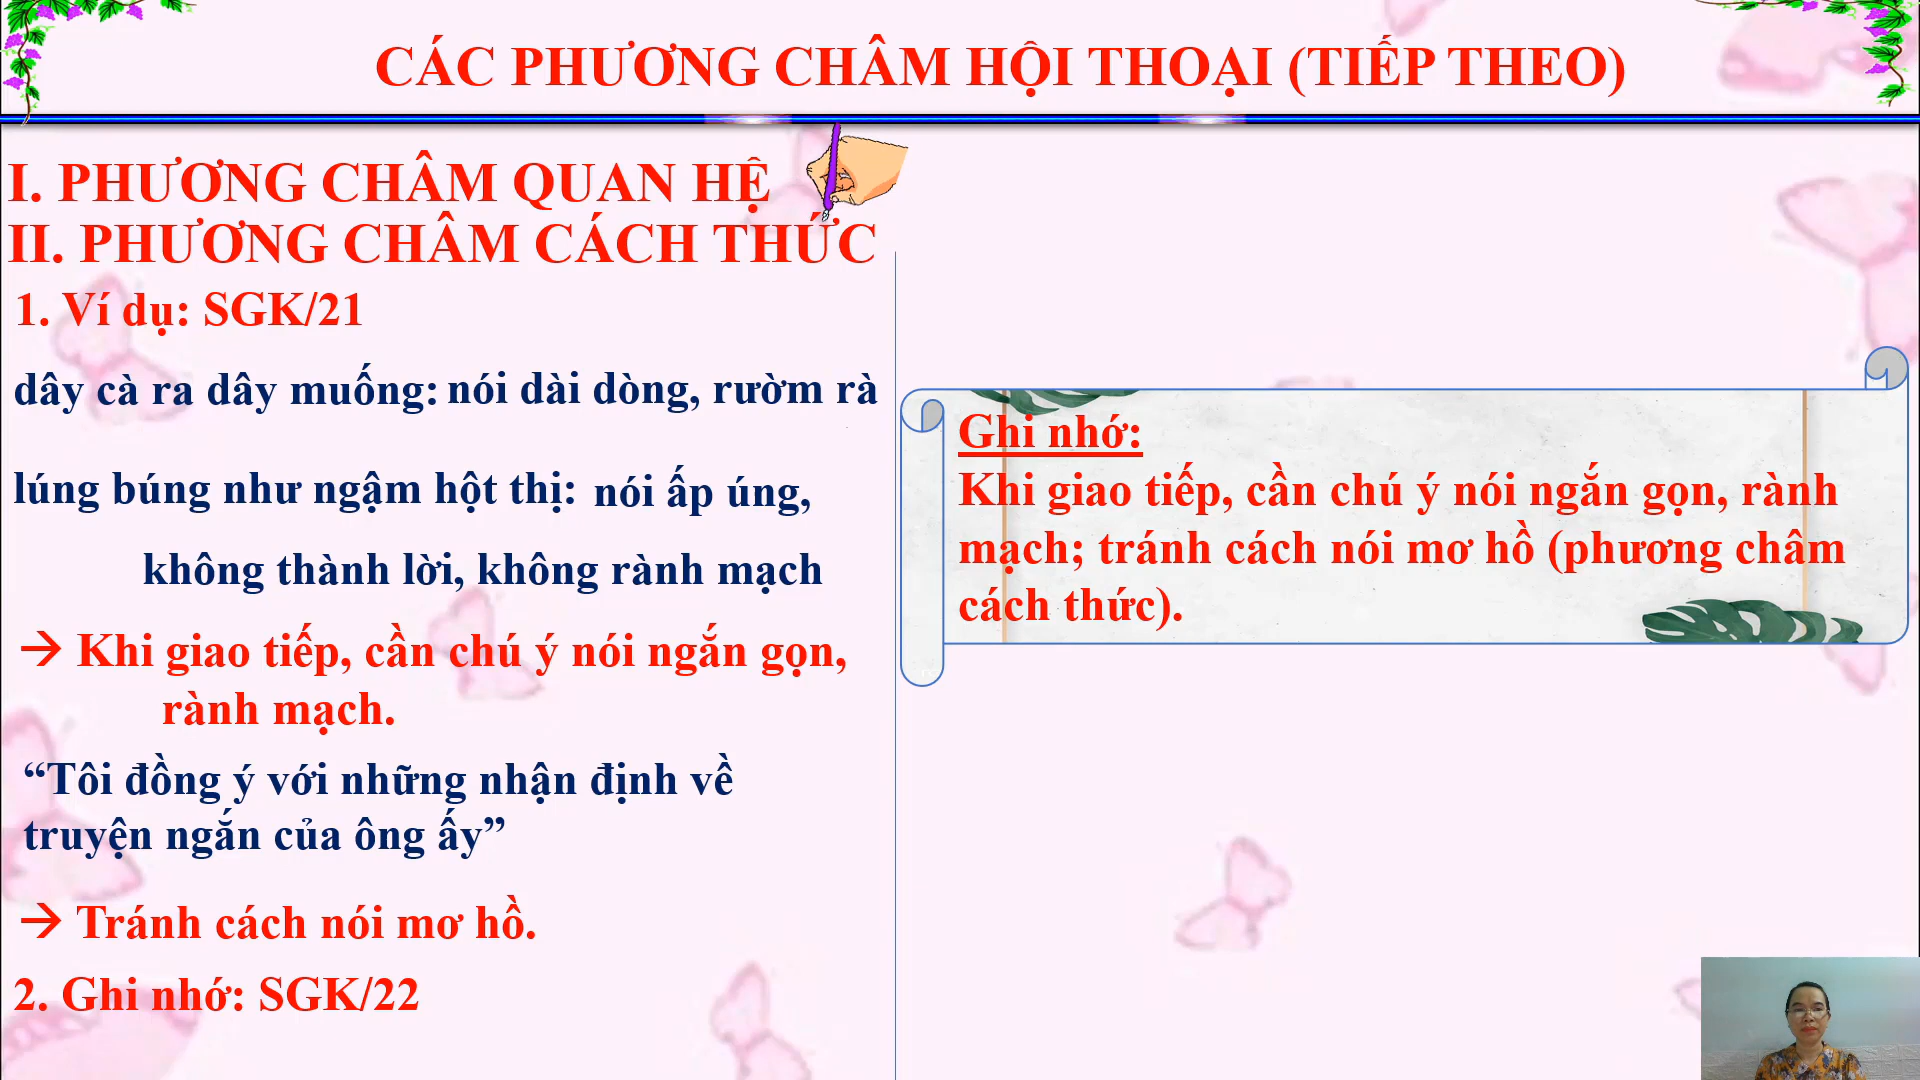 CÁC PHƯƠNG CHÂM HỘI THOẠI (TIẾP THEO)
I. PHƯƠNG CHÂM QUAN HỆ
II. PHƯƠNG CHÂM CÁCH THỨC
1. Ví dụ: SGK/21
dây cà ra dây muống: nói dài dòng, rườm rà
lúng búng như ngậm hột thị: nói ấp úng,
không thành lời, không rành mạch
→ Khi giao tiếp, cần chú ý nói ngắn gọn,
rành mạch.
“Tôi đồng ý với những nhận định về
truyện ngắn của ông ấy”
→ Tránh cách nói mơ hồ.
2. Ghi nhớ: SGK/22
Ghi nhớ:
Khi giao tiếp, cần chú ý nói ngắn gọn, rành
mạch; tránh cách nói mơ hồ (phương châm
cách thức).